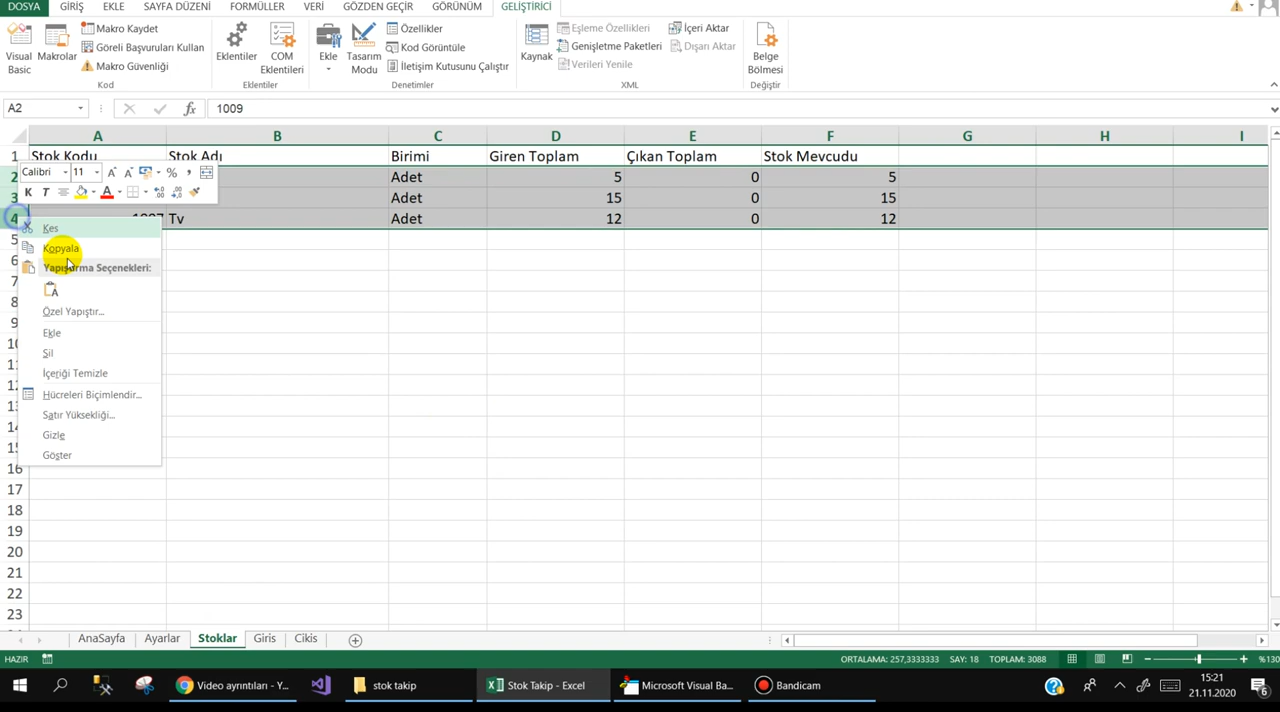 DOSYA GİRİŞ EKLE SAYFA DÜZENİ FORMÜLLER VERİ GÖZDEN GEÇİR GÖRÜNÜM GELİŞTİRİCİ
Visual Basic
Makrolar
Makro Kaydet
Göreli Başvuruları Kullan
Makro Güvenliği
Kod
Eklentiler
COM Eklentileri
Eklentiler
Ekle
Tasarım Modu
Özellikler
Kod Görüntüle
İletişim Kutusunu Çalıştır
Denetimler
Kaynak
Eşleme Özellikleri
Genişletme Paketleri
Verileri Yenile
İçeri Aktar
Dışarı Aktar
XML
Belge Bölmesi
Değiştir
A2 fx 1009
A B C D E F G H I
1 Stok Kodu Stok Adı Birimi Giren Toplam Çıkan Toplam Stok Mevcudu
Calibri 11 A A % ,
K T A
2 Adet 5 0 5
3 Adet 15 0 15
4 Tv Adet 12 0 12
Kes
Kopyala
Yapıştırma Seçenekleri:
Özel Yapıştır...
Ekle
Sil
İçeriği Temizle
Hücreleri Biçimlendir...
Satır Yüksekliği...
Gizle
Göster
5
6
7
8
9
10
11
12
13
14
15
16
17
18
19
20
21
22
23
AnaSayfa Ayarlar Stoklar Giris Cikis
HAZIR ORTALAMA: 257,3333333 SAY: 18 TOPLAM: 3088 %130
Video ayrıntıları - Y... stok takip Stok Takip - Excel Microsoft Visual Ba... Bandicam
15:21
21.11.2020
6